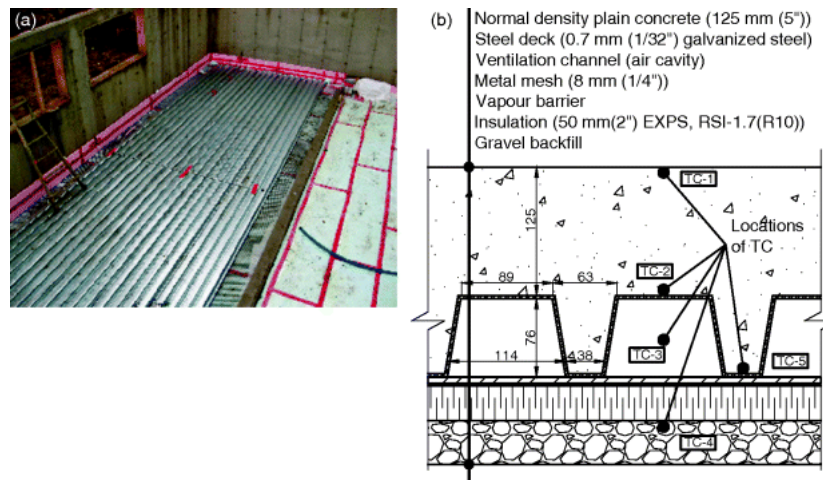 (a)
(b)
Normal density plain concrete (125 mm (5"))
Steel deck (0.7 mm (1/32") galvanized steel)
Ventilation channel (air cavity)
Metal mesh (8 mm (1/4"))
Vapour barrier
Insulation (50 mm(2") EXPS, RSI-1.7(R10))
Gravel backfill
TC-1
125
Locations
of TC
TC-2
89
63
76
TC-3
114
38
TC-5
TC-4